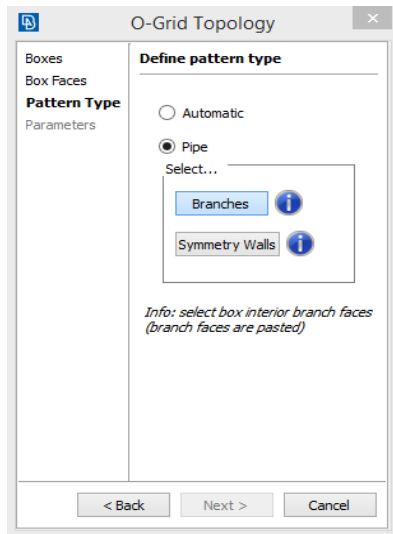 O-Grid Topology
Boxes
Box Faces
Pattern Type
Parameters
Define pattern type
Automatic
Pipe
Select...
Branches
Symmetry Walls
Info: select box interior branch faces
(branch faces are pasted)
< Back
Next >
Cancel